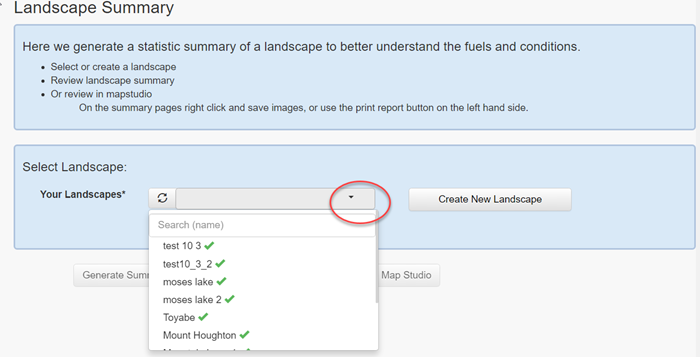 Landscape Summary
Here we generate a statistic summary of a landscape to better understand the fuels and conditions.
Select or create a landscape
Review landscape summary
Or review in mapstudio
On the summary pages right click and save images, or use the print report button on the left hand side.
Select Landscape:
Your Landscapes*
Create New Landscape
Search (name)
test 10 3
test10_3_2
moses lake
Generate Sum
Map Studio
moses lake 2
Toyabe
Mount Houghton